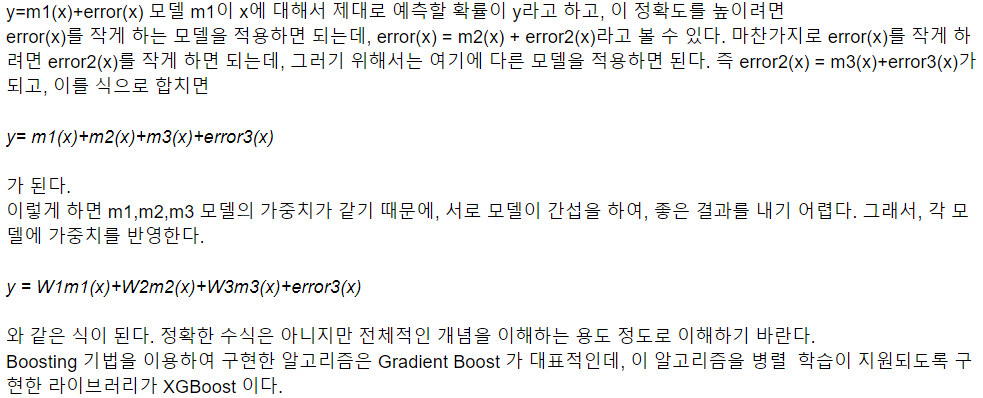 y=m1(x)+error(x) 모델 m1이 x에 대해서 제대로 예측할 확률이 y라고 하고, 이 정확도를 높이려면
error(x)를 작게 하는 모델을 적용하면 되는데, error(x) = m2(x) + error2(x)라고 볼 수 있다. 마찬가지로 error(x)를 작게 하
려면 error2(x)를 작게 하면 되는데, 그러기 위해서는 여기에 다른 모델을 적용하면 된다. 즉 error2(x) = m3(x)+error3(x)가
되고, 이를 식으로 합치면
y= m1(x)+m2(x)+m3(x)+error3(x)
가 된다.
이렇게 하면 m1,m2,m3 모델의 가중치가 같기 때문에, 서로 모델이 간섭을 하여, 좋은 결과를 내기 어렵다. 그래서, 각 모
델에 가중치를 반영한다.
y = W1m1(x)+W2m2(x)+W3m3(x)+error3(x)
와 같은 식이 된다. 정확한 수식은 아니지만 전체적인 개념을 이해하는 용도 정도로 이해하기 바란다.
Boosting 기법을 이용하여 구현한 알고리즘은 Gradient Boost 가 대표적인데, 이 알고리즘을 병렬 학습이 지원되도록 구
현한 라이브러리가 XGBoost 이다.